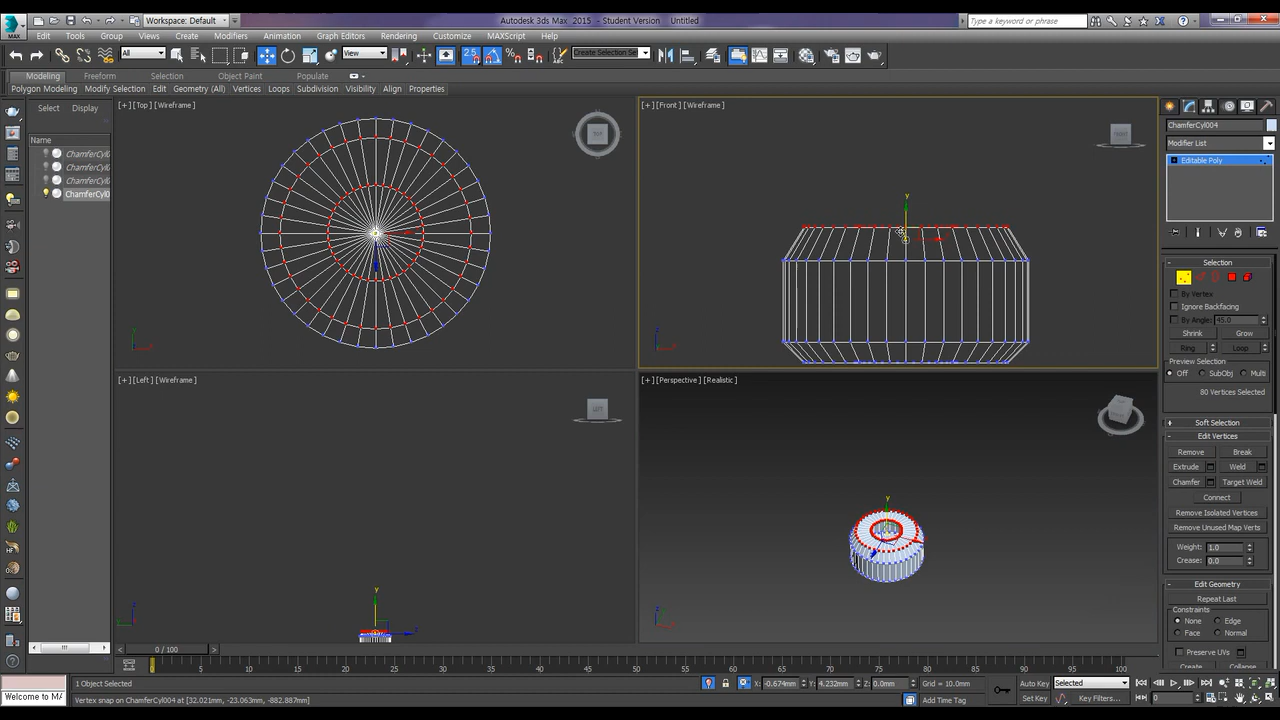 MAX
Workspace: Default
Autodesk 3ds Max 2015 - Student Version Untitled
Type a keyword or phrase
Edit Tools Group Views Create Modifiers Animation Graph Editors Rendering Customize MAXScript Help
All View 2.5 Create Selection Se
Modeling Freeform Selection Object Paint Populate
Polygon Modeling Modify Selection Edit Geometry (All) Vertices Loops Subdivision Visibility Align Properties
Select Display
Name
ChamferCyl0
ChamferCyl0
ChamferCyl0
ChamferCyl0
[+] [Top] [Wireframe]
TOP
[+] [Front] [Wireframe]
FRONT
y
[+] [Left] [Wireframe]
LEFT
y
[+] [Perspective] [Realistic]
y
ChamferCyl004
Modifier List
Editable Poly
Selection
By Vertex
Ignore Backfacing
By Angle: 45.0
Shrink Grow
Ring Loop
Preview Selection
Off SubObj Multi
80 Vertices Selected
Soft Selection
Edit Vertices
Remove Break
Extrude Weld
Chamfer Target Weld
Connect
Remove Isolated Vertices
Remove Unused Map Verts
Weight: 1.0
Crease: 0.0
Edit Geometry
Repeat Last
Constraints
None Edge
Face Normal
Preserve UVs
Create Collapse
0 / 100
0 5 10 15 20 25 30 35 40 45 50 55 60 65 70 75 80 85 90 95 100
1 Object Selected
X: -0.674mm Y: 4.232mm Z: 0.0mm Grid = 10.0mm
Auto Key Selected
Welcome to MA
Vertex snap on ChamferCyl004 at [32.021mm, -23.063mm, -882.887mm]
Add Time Tag
Set Key Key Filters... 0